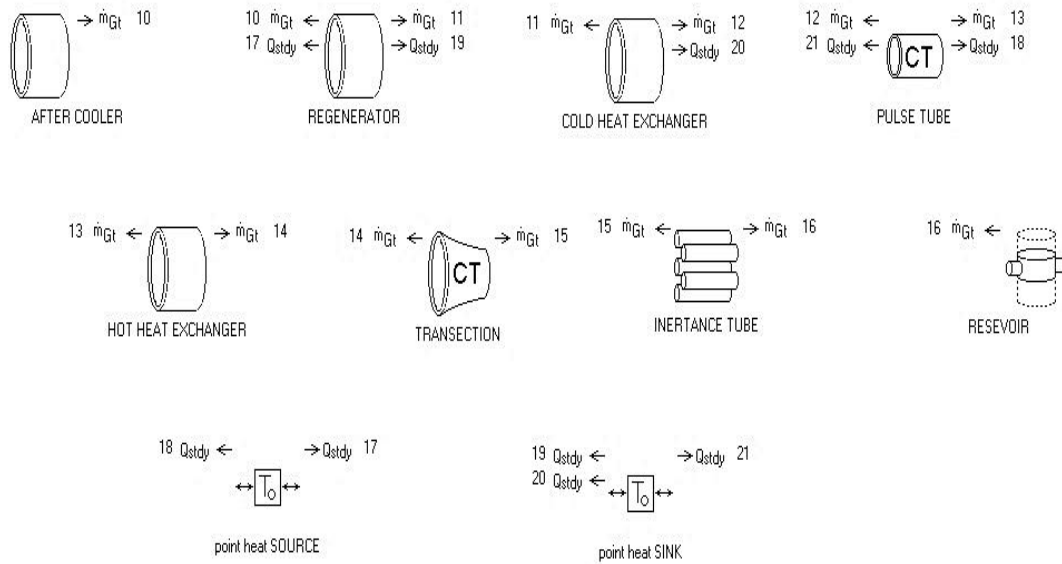 → ṁGt 10
10 ṁGt ← → ṁGt 11
17 Qstdy ← → Qstdy 19
11 ṁGt ← → ṁGt 12
→ Qstdy 20
12 ṁGt ← → ṁGt 13
21 Qstdy ← → Qstdy 18
CT
AFTER COOLER
REGENERATOR
COLD HEAT EXCHANGER
PULSE TUBE
13 ṁGt ← → ṁGt 14
14 ṁGt ← → ṁGt 15
15 ṁGt ← → ṁGt 16
16 ṁGt ←
CT
HOT HEAT EXCHANGER
TRANSECTION
INERTANCE TUBE
RESEVOIR
18 Qstdy ← → Qstdy 17
19 Qstdy ← → Qstdy 21
20 Qstdy ←
To
To
point heat SOURCE
point heat SINK